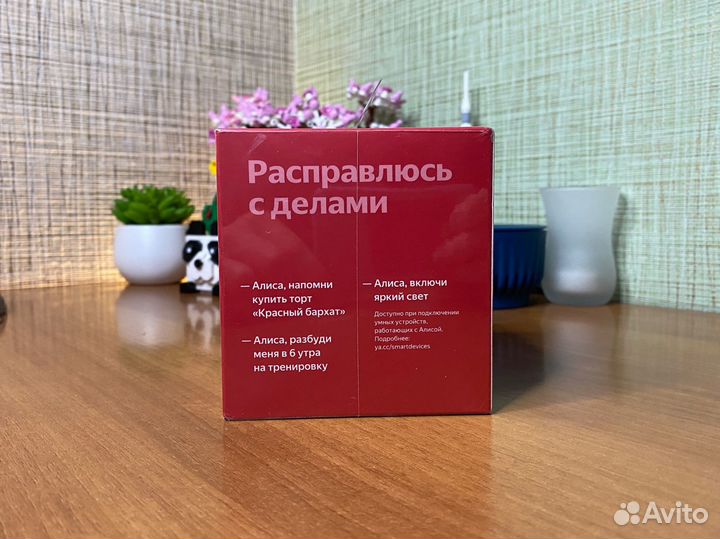 Расправлюсь
с делами
— Алиса, напомни
купить торт
«Красный бархат»
— Алиса, разбуди
меня в 6 утра
на тренировку
— Алиса, включи
яркий свет
Доступно при подключении
умных устройств,
работающих с Алисой.
Подробнее:
ya.cc/smartdevices
Avito